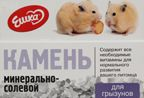 Ешка
КАМЕНЬ
минерально-
солевой
Содержит все
необходимые
витамины для
нормального
развития
вашего питомца
для
грызунов